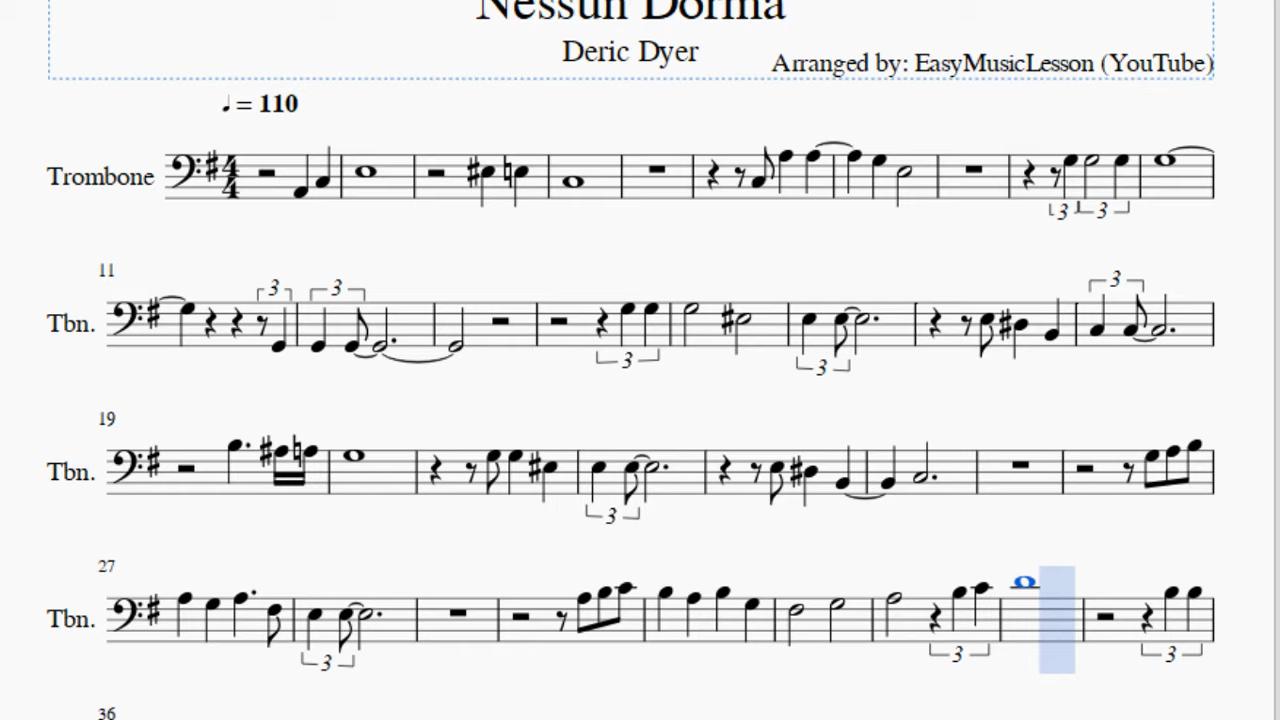 Nessun Dorma
Deric Dyer
Arranged by: EasyMusicLesson (YouTube)
♩ = 110
Trombone
4
4
3 3
11
3 3 3
Tbn.
3 3
19
Tbn.
3
27
Tbn.
3 3 3
36